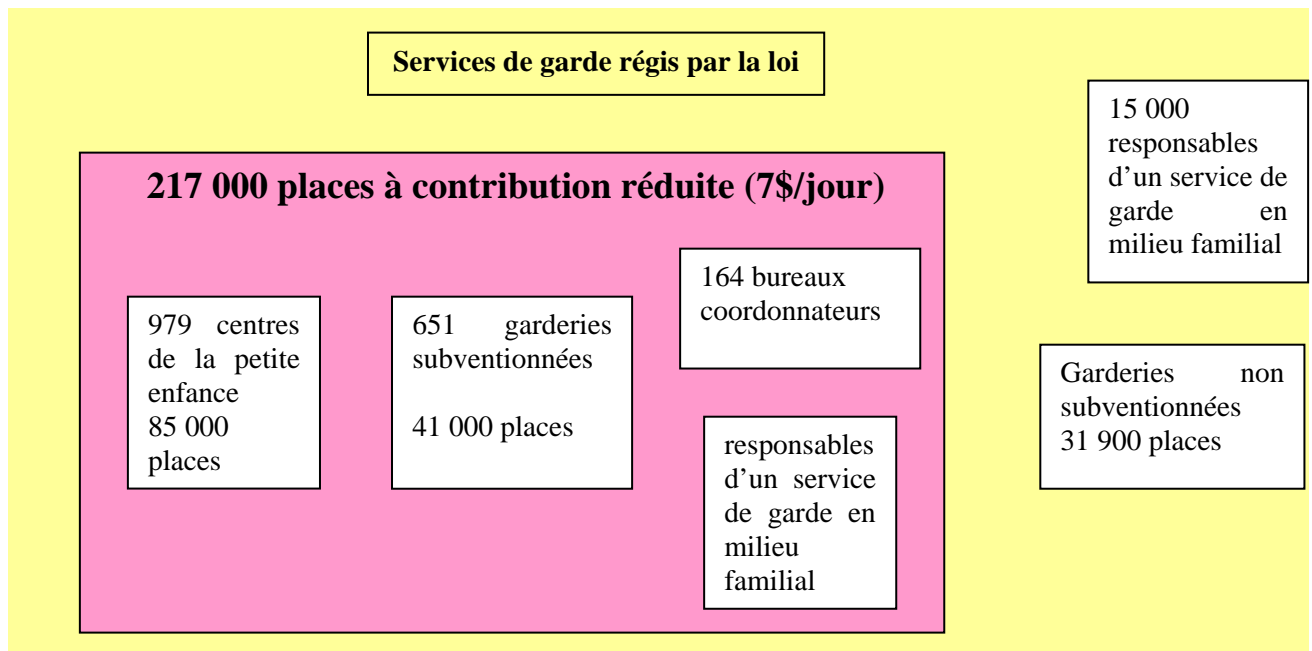 Services de garde régis par la loi
217 000 places à contribution réduite (7$/jour)
979 centres
de la petite
enfance
85 000
places
651 garderies
subventionnées
41 000 places
164 bureaux
coordonnateurs
responsables
d’un service
de garde en
milieu
familial
15 000
responsables
d’un service de
garde en
milieu familial
Garderies non
subventionnées
31 900 places